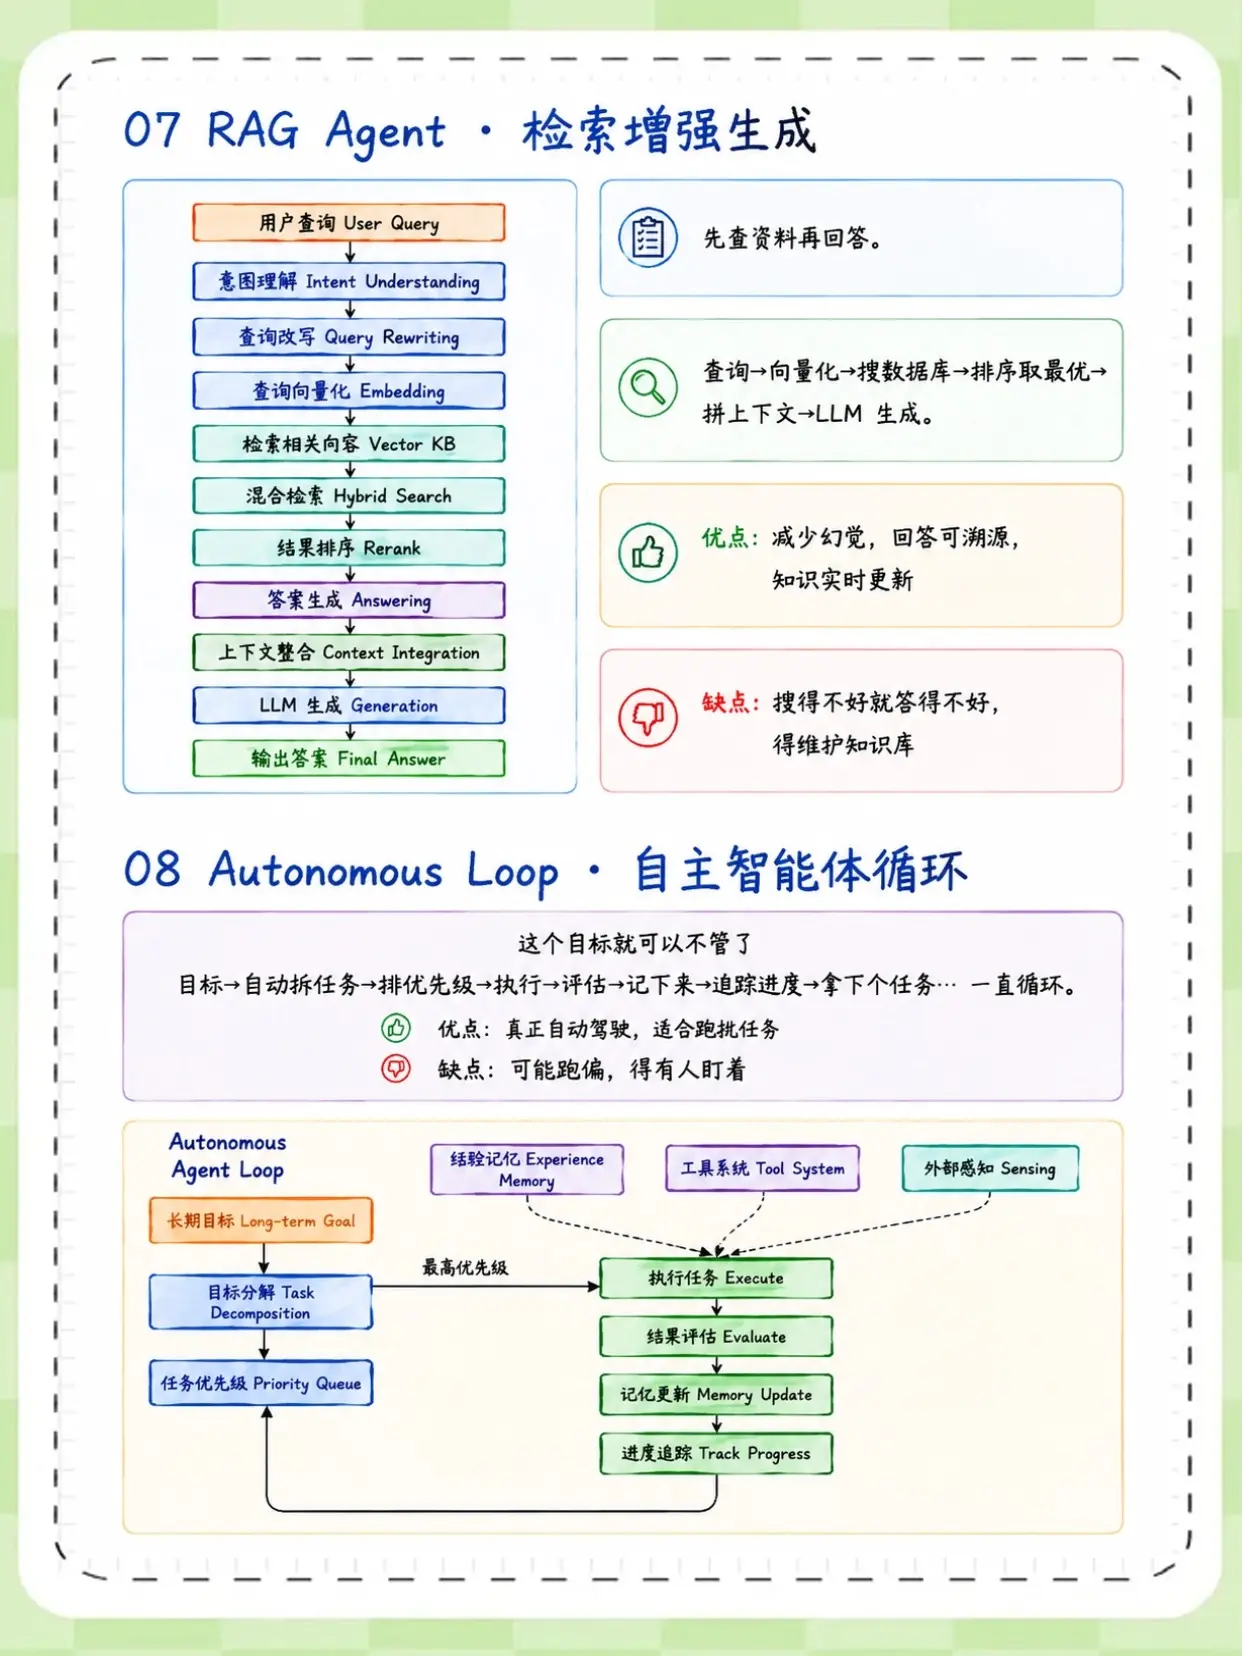 07 RAG Agent · 检索增强生成
用户查询 User Query
意图理解 Intent Understanding
查询改写 Query Rewriting
查询向量化 Embedding
检索相关向容 Vector KB
混合检索 Hybrid Search
结果排序 Rerank
答案生成 Answering
上下文整合 Context Integration
LLM 生成 Generation
输出答案 Final Answer
先查资料再回答。
查询→向量化→搜数据库→排序取最优→
拼上下文→LLM 生成。
优点：减少幻觉，回答可溯源，
知识实时更新
缺点：搜得不好就答得不好，
得维护知识库
08 Autonomous Loop · 自主智能体循环
这个目标就可以不管了
目标→自动拆任务→排优先级→执行→评估→记下来→追踪进度→拿下个任务… 一直循环。
优点：真正自动驾驶，适合跑批任务
缺点：可能跑偏，得有人盯着
Autonomous
Agent Loop
结验记忆 Experience
Memory
工具系统 Tool System
外部感知 Sensing
长期目标 Long-term Goal
最高优先级
目标分解 Task
Decomposition
任务优先级 Priority Queue
执行任务 Execute
结果评估 Evaluate
记忆更新 Memory Update
进度追踪 Track Progress